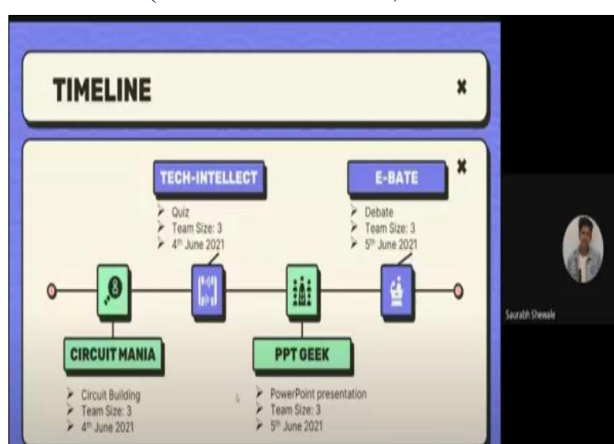 TIMELINE
TECH-INTELLECT
Quiz
Team Size: 3
4th June 2021
E-BATE
Debate
Team Size: 3
5th June 2021
CIRCUIT MANIA
Circuit Building
Team Size: 3
4th June 2021
PPT GEEK
PowerPoint presentation
Team Size: 3
5th June 2021
Saurabh Shewale